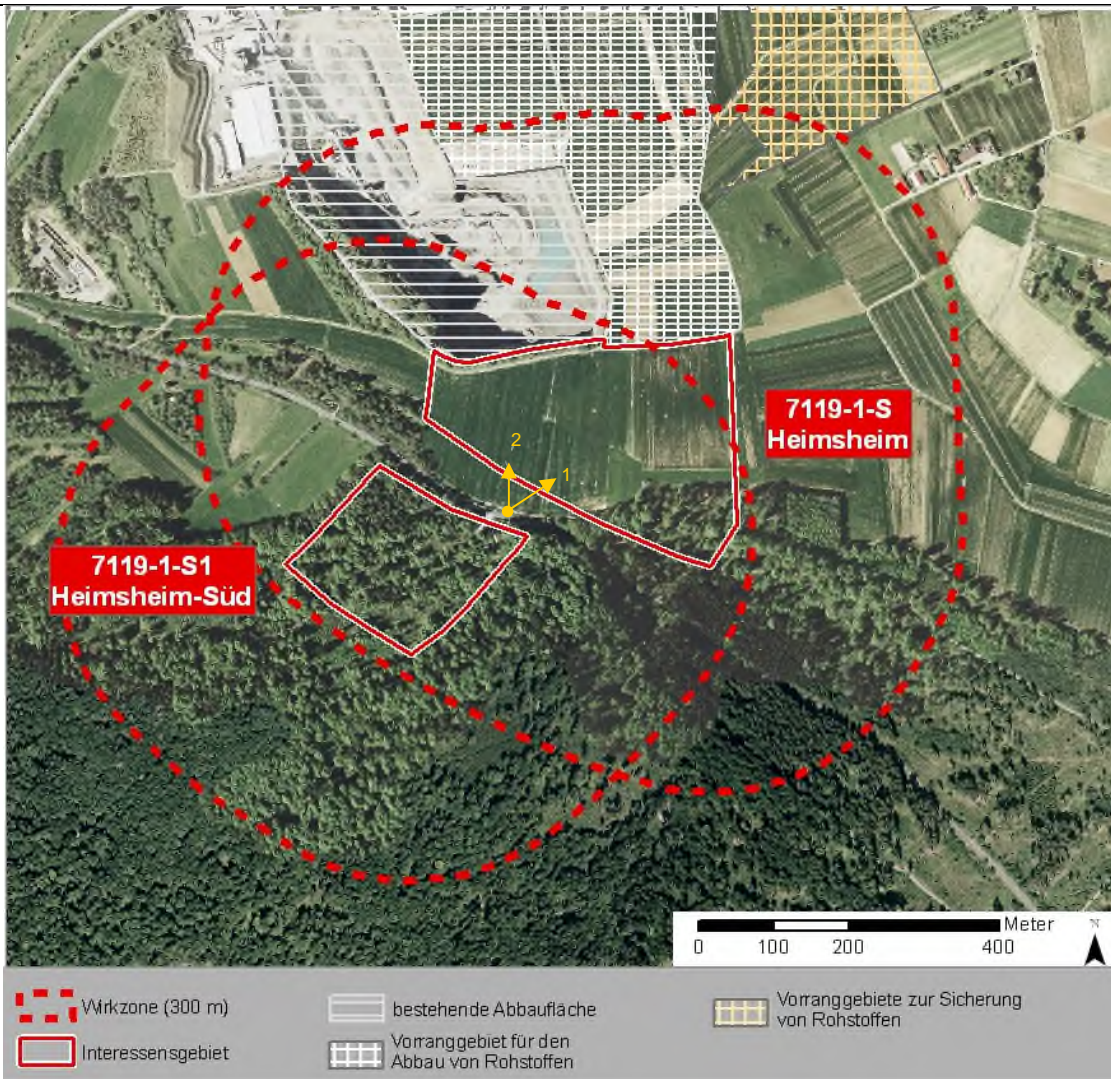 7119-1-S
Heimsheim
2
1
7119-1-S1
Heimsheim-Süd
Meter
0 100 200 400
N
Wirkzone (300 m)
Interessensgebiet
bestehende Abbaufläche
Vorranggebiet für den
Abbau von Rohstoffen
Vorranggebiete zur Sicherung
von Rohstoffen